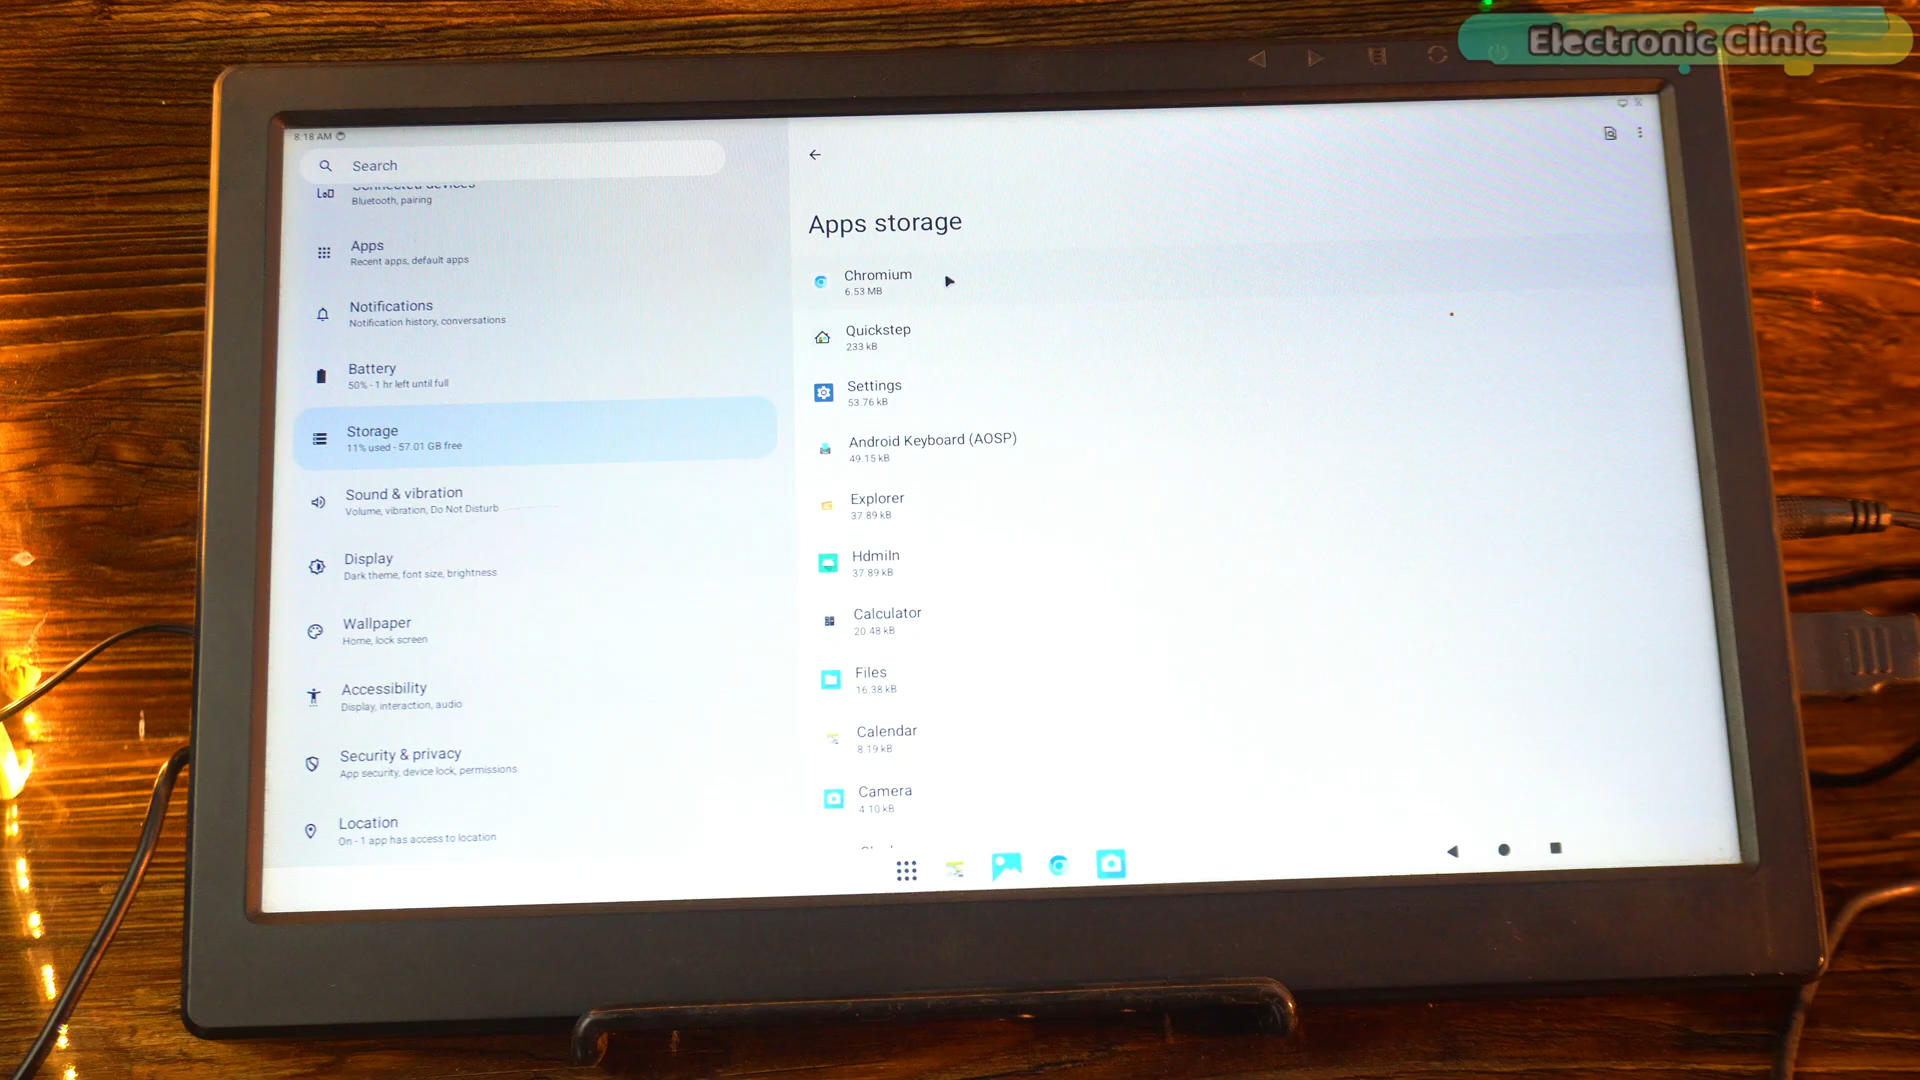 Electronic Clinic
8:18 AM
Search
Connected devices
Bluetooth, pairing
Apps
Recent apps, default apps
Notifications
Notification history, conversations
Battery
50% - 1 hr left until full
Storage
11% used - 57.01 GB free
Sound & vibration
Volume, vibration, Do Not Disturb
Display
Dark theme, font size, brightness
Wallpaper
Home, lock screen
Accessibility
Display, interaction, audio
Security & privacy
App security, device lock, permissions
Location
On - 1 app has access to location
Apps storage
Chromium
6.53 MB
Quickstep
233 kB
Settings
53.76 kB
Android Keyboard (AOSP)
49.15 kB
Explorer
37.89 kB
HdmiIn
37.89 kB
Calculator
20.48 kB
Files
16.38 kB
Calendar
8.19 kB
Camera
4.10 kB